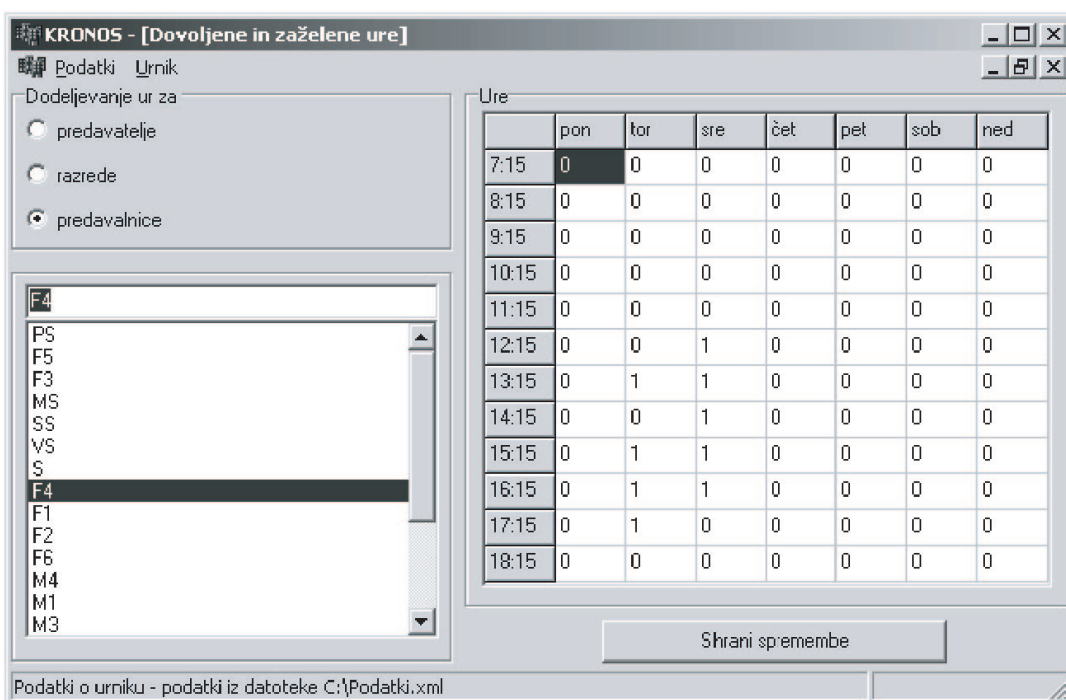 KRONOS - [Dovoljene in zaželene ure]
Podatki Urnik
Dodeljevanje ur za
predavatelje
razrede
predavalnice
F4
PS
F5
F3
MS
SS
VS
S
F4
F1
F2
F6
M4
M1
M3
Ure
pon tor sre čet pet sob ned
7:15 0 0 0 0 0 0 0
8:15 0 0 0 0 0 0 0
9:15 0 0 0 0 0 0 0
10:15 0 0 0 0 0 0 0
11:15 0 0 0 0 0 0 0
12:15 0 0 1 0 0 0 0
13:15 0 1 1 0 0 0 0
14:15 0 0 1 0 0 0 0
15:15 0 1 1 0 0 0 0
16:15 0 1 1 0 0 0 0
17:15 0 1 0 0 0 0 0
18:15 0 0 0 0 0 0 0
Shrani spremembe
Podatki o urniku - podatki iz datoteke C:\Podatki.xml